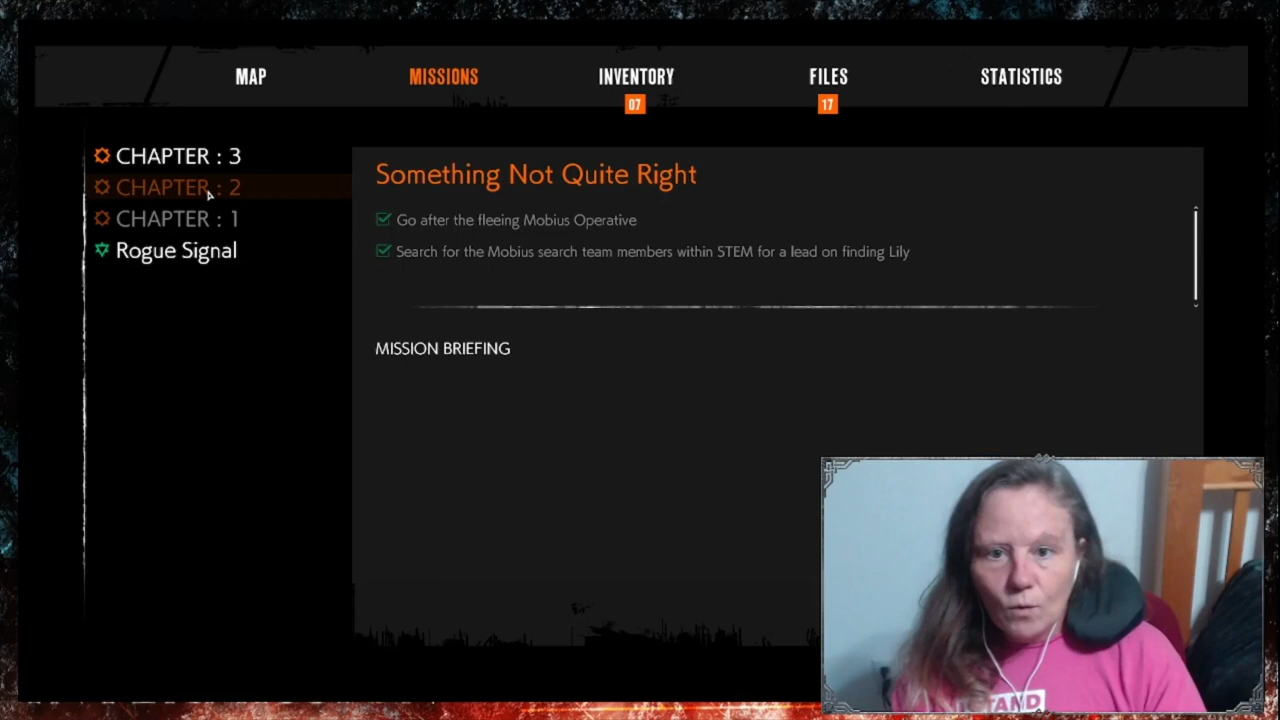 MAP
MISSIONS
INVENTORY
FILES
STATISTICS
07
17
CHAPTER : 3
CHAPTER : 2
CHAPTER : 1
Rogue Signal
Something Not Quite Right
Go after the fleeing Mobius Operative
Search for the Mobius search team members within STEM for a lead on finding Lily
MISSION BRIEFING